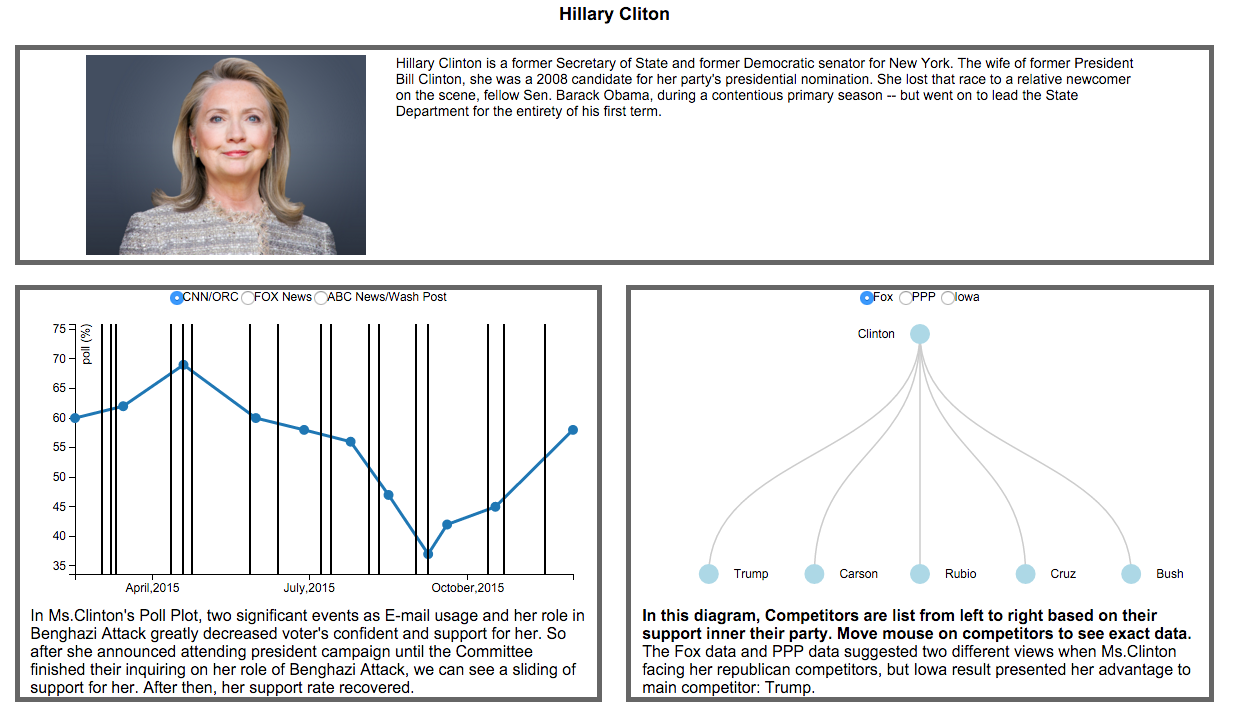 Hillary Cliton
Hillary Clinton is a former Secretary of State and former Democratic senator for New York. The wife of former President
Bill Clinton, she was a 2008 candidate for her party's presidential nomination. She lost that race to a relative newcomer
on the scene, fellow Sen. Barack Obama, during a contentious primary season -- but went on to lead the State
Department for the entirety of his first term.
CNN/ORC FOX News ABC News/Wash Post
poll (%)
75
70
65
60
55
50
45
40
35
April,2015 July,2015 October,2015
In Ms.Clinton's Poll Plot, two significant events as E-mail usage and her role in
Benghazi Attack greatly decreased voter's confident and support for her. So
after she announced attending president campaign until the Committee
finished their inquiring on her role of Benghazi Attack, we can see a sliding of
support for her. After then, her support rate recovered.
Fox PPP Iowa
Clinton
Trump Carson Rubio Cruz Bush
In this diagram, Competitors are list from left to right based on their
support inner their party. Move mouse on competitors to see exact data.
The Fox data and PPP data suggested two different views when Ms.Clinton
facing her republican competitors, but Iowa result presented her advantage to
main competitor: Trump.